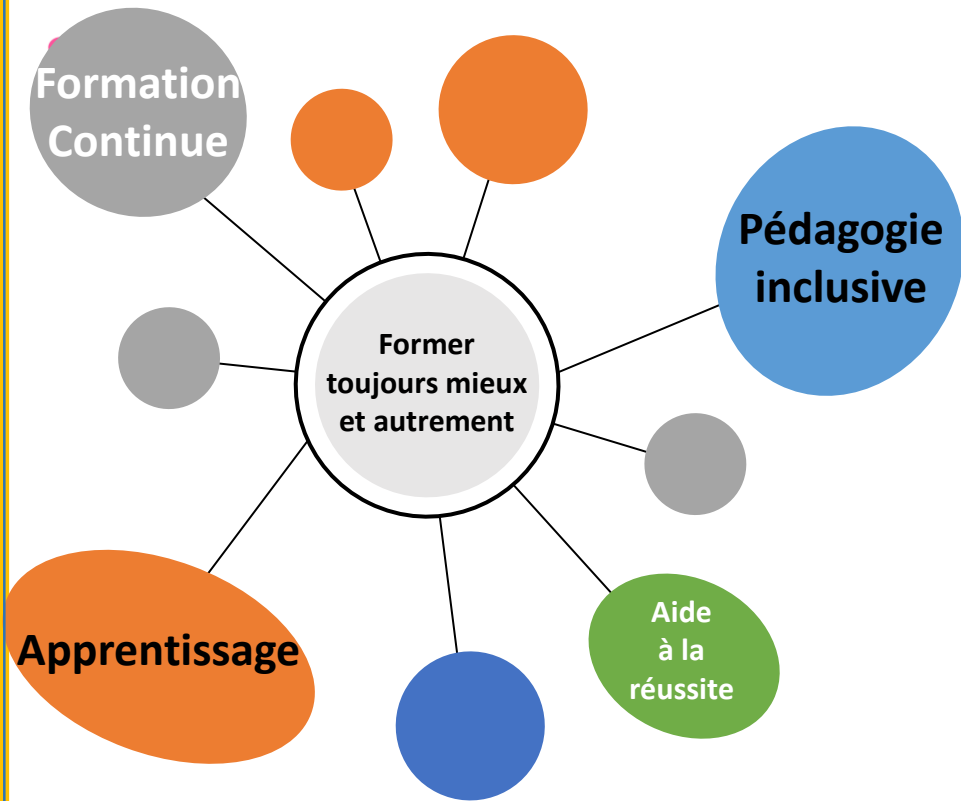 Formation
Continue
Pédagogie
inclusive
Former
toujours mieux
et autrement
Apprentissage
Aide
à la
réussite